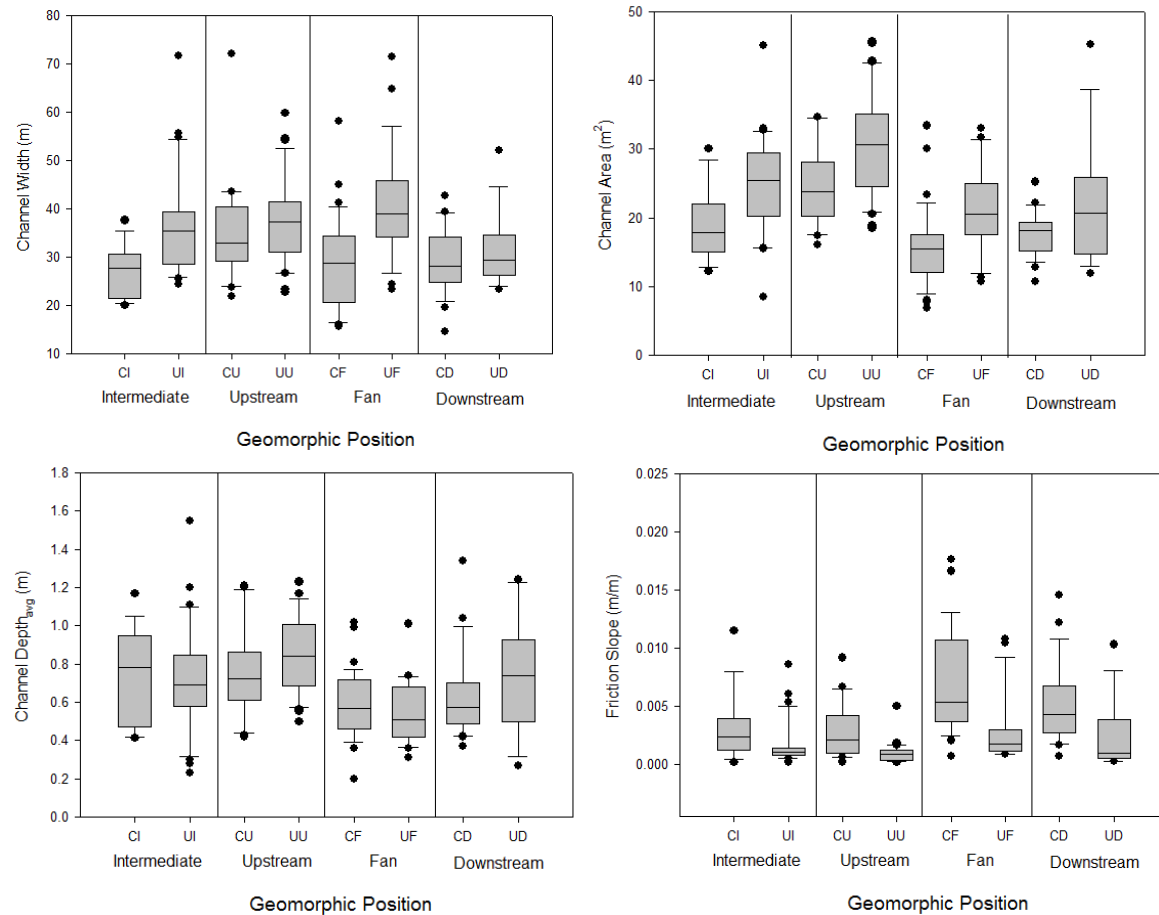 80
70
60
50
40
30
20
10
Channel Width (m)
CI UI CU UU CF UF CD UD
Intermediate Upstream Fan Downstream
Geomorphic Position
50
40
30
20
10
0
Channel Area (m²)
CI UI CU UU CF UF CD UD
Intermediate Upstream Fan Downstream
Geomorphic Position
1.8
1.6
1.4
1.2
1.0
0.8
0.6
0.4
0.2
0.0
Channel Depth avg (m)
CI UI CU UU CF UF CD UD
Intermediate Upstream Fan Downstream
Geomorphic Position
0.025
0.020
0.015
0.010
0.005
0.000
Friction Slope (m/m)
CI UI CU UU CF UF CD UD
Intermediate Upstream Fan Downstream
Geomorphic Position